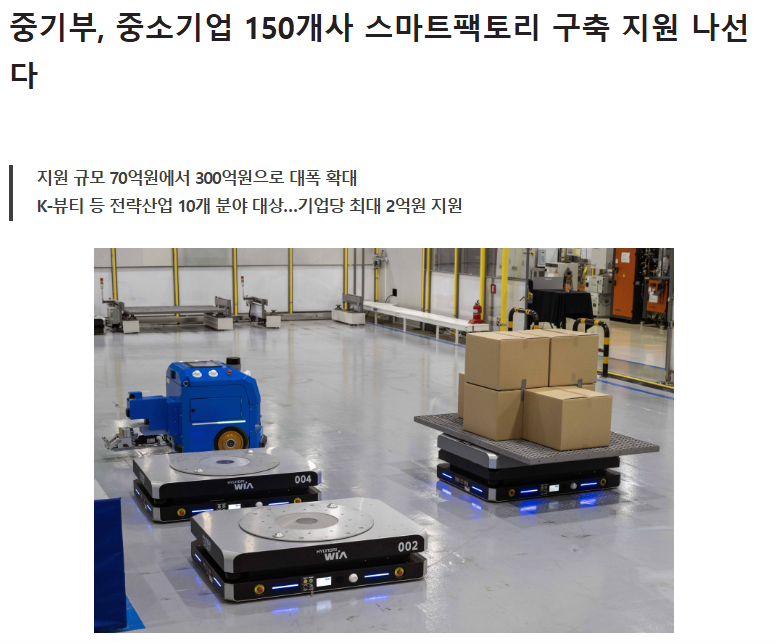 중기부, 중소기업 150개사 스마트팩토리 구축 지원 나선
다
지원 규모 70억원에서 300억원으로 대폭 확대
K-뷰티 등 전략산업 10개 분야 대상…기업당 최대 2억원 지원
HYUNDAI
WIA
004
HYUNDAI
WIA
002